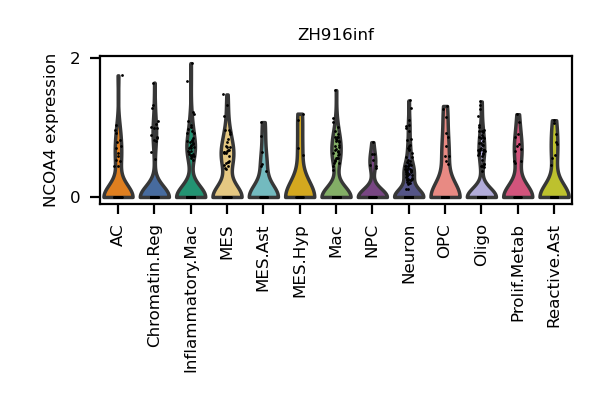 ZH916inf
NCOA4 expression
2
0
AC
Chromatin.Reg
Inflammatory.Mac
MES
MES.Ast
MES.Hyp
Mac
NPC
Neuron
OPC
Oligo
Prolif.Metab
Reactive.Ast